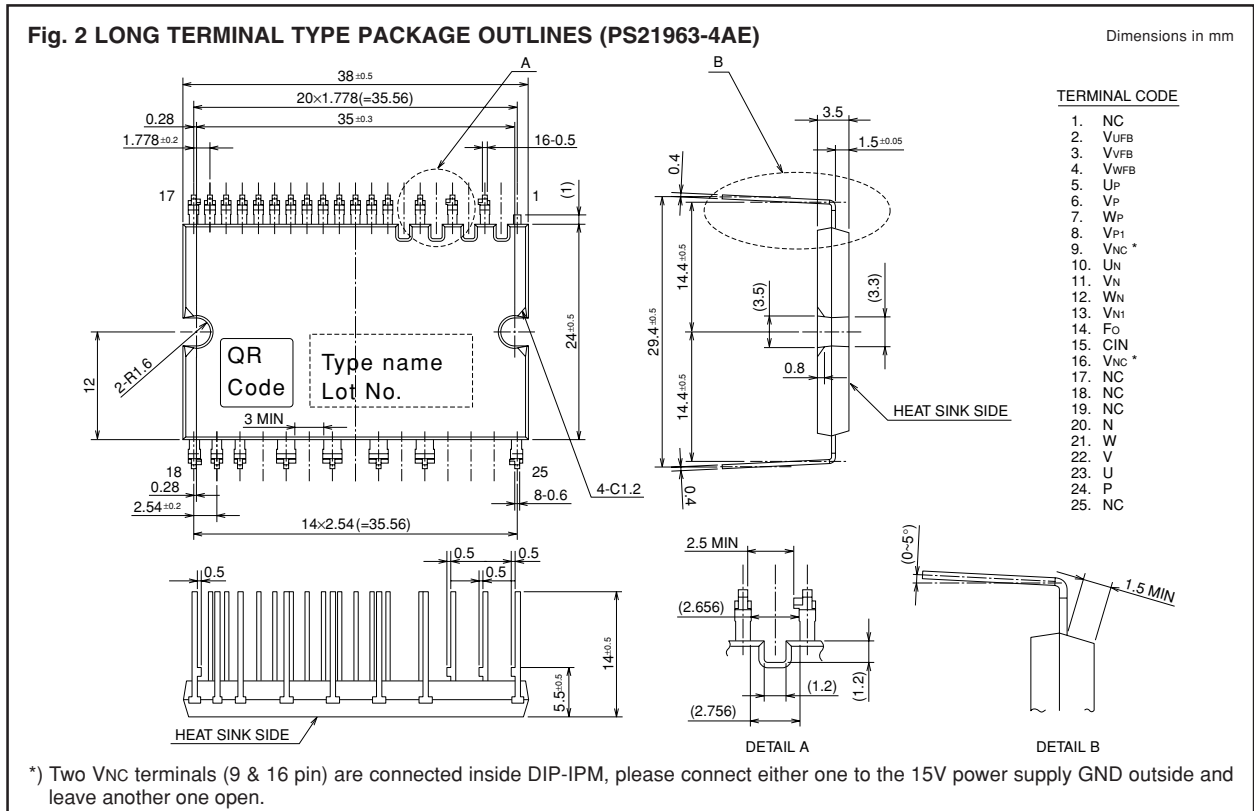 Fig. 2 LONG TERMINAL TYPE PACKAGE OUTLINES (PS21963-4AE)
Dimensions in mm
A
B
38±0.5
20×1.778(=35.56)
35±0.3
0.28
1.778±0.2
16-0.5
17
1
(1)
24±0.5
12
2-R1.6
QR
Code
Type name
Lot No.
3 MIN
18
25
0.28
2.54±0.2
14×2.54(=35.56)
8-0.6
4-C1.2
3.5
1.5±0.05
0.4
29.4±0.5
14.4±0.5
14.4±0.5
(3.5)
(3.3)
0.8
0.4
HEAT SINK SIDE
TERMINAL CODE
1. NC
2. VUFB
3. VVFB
4. VWFB
5. UP
6. VP
7. WP
8. VP1
9. VNC *
10. UN
11. VN
12. WN
13. VN1
14. FO
15. CIN
16. VNC *
17. NC
18. NC
19. NC
20. N
21. W
22. V
23. U
24. P
25. NC
0.5
0.5
0.5
0.5
14±0.5
5.5±0.5
HEAT SINK SIDE
2.5 MIN
(2.656)
(1.2)
(1.2)
(2.756)
DETAIL A
(0~5°)
1.5 MIN
DETAIL B
*) Two VNC terminals (9 & 16 pin) are connected inside DIP-IPM, please connect either one to the 15V power supply GND outside and
leave another one open.